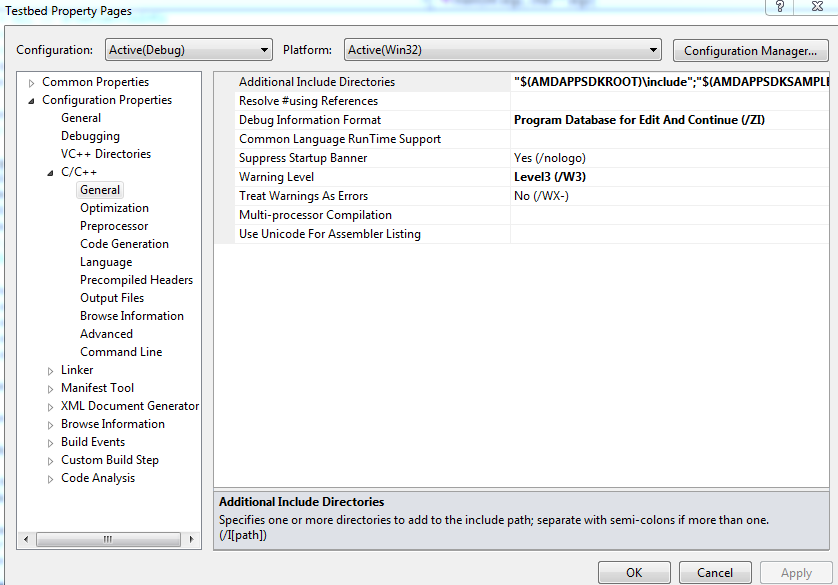 Testbed Property Pages
Configuration: Active(Debug) Platform: Active(Win32) Configuration Manager...
Common Properties
Configuration Properties
General
Debugging
VC++ Directories
C/C++
General
Optimization
Preprocessor
Code Generation
Language
Precompiled Headers
Output Files
Browse Information
Advanced
Command Line
Linker
Manifest Tool
XML Document Generator
Browse Information
Build Events
Custom Build Step
Code Analysis
Additional Include Directories "$(AMDAPPSDKROOT)\include";"$(AMDAPPSDKSAMPL
Resolve #using References
Debug Information Format Program Database for Edit And Continue (/ZI)
Common Language RunTime Support
Suppress Startup Banner Yes (/nologo)
Warning Level Level3 (/W3)
Treat Warnings As Errors No (/WX-)
Multi-processor Compilation
Use Unicode For Assembler Listing
Additional Include Directories
Specifies one or more directories to add to the include path; separate with semi-colons if more than one.
(/I[path])
OK Cancel Apply